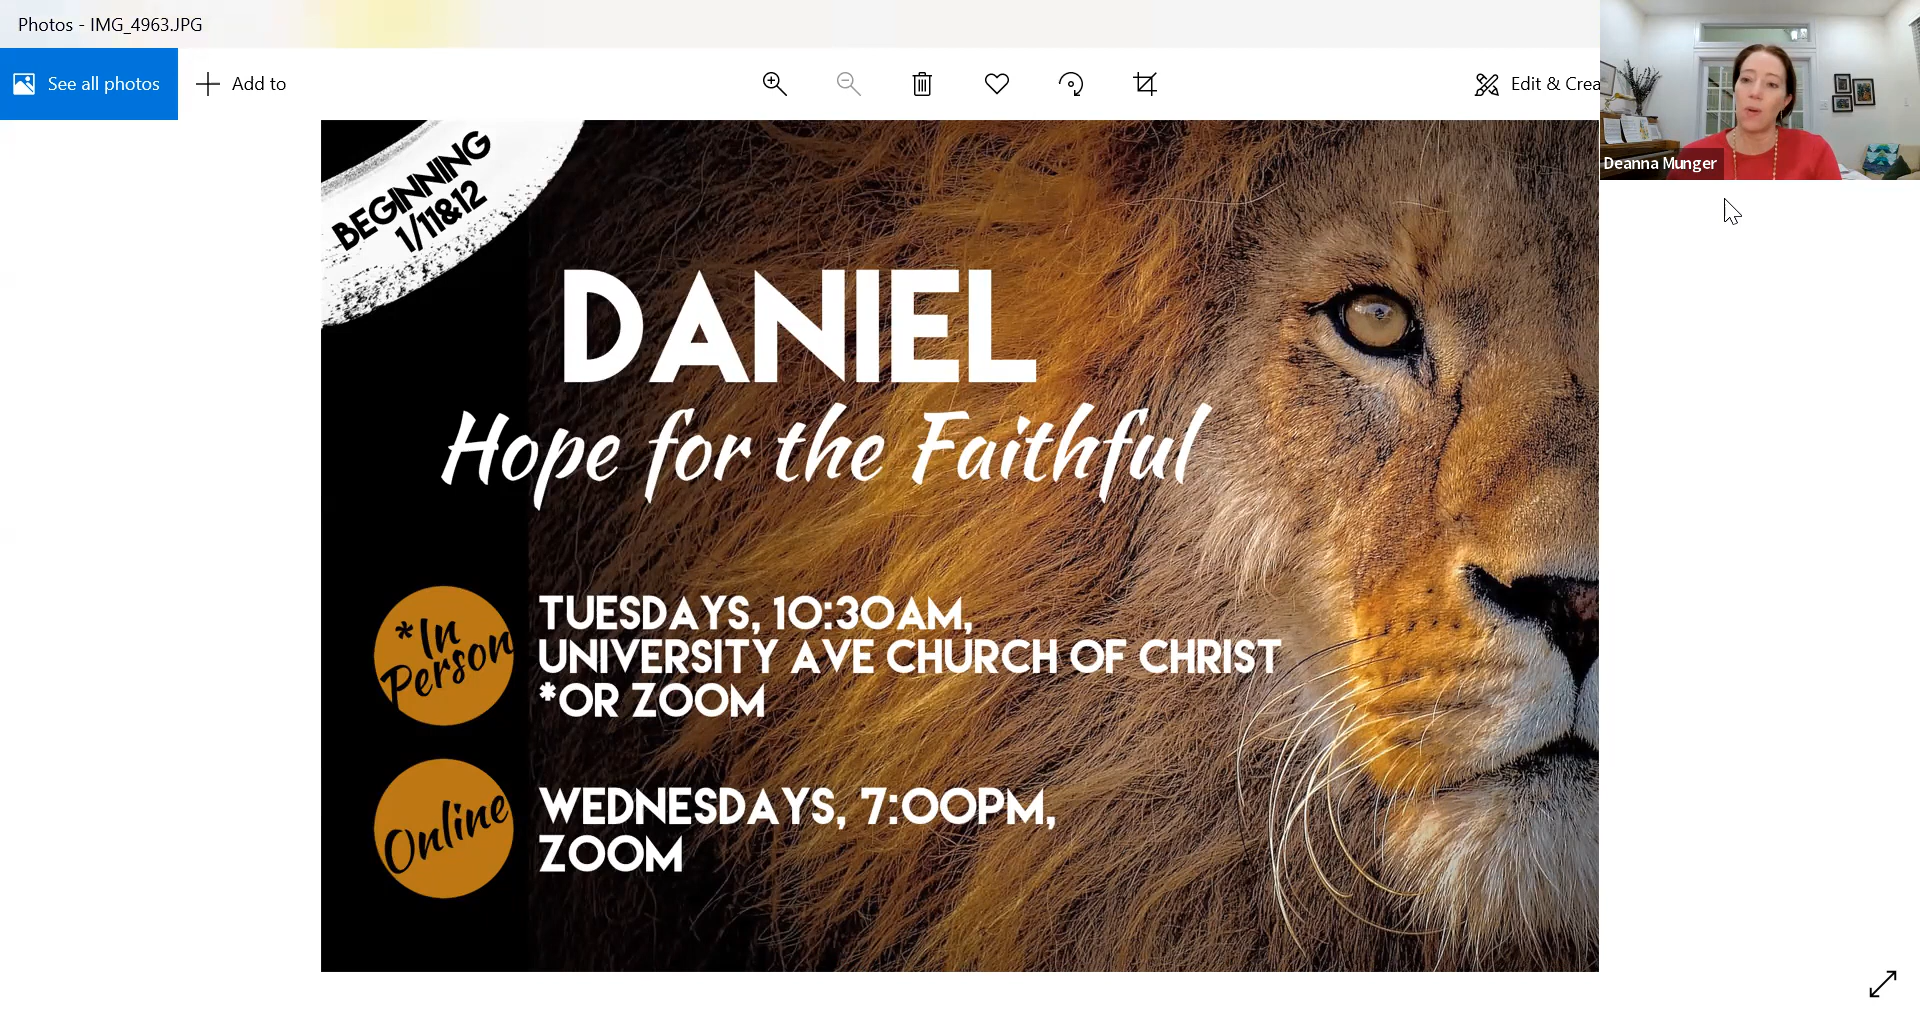 Photos - IMG_4963.JPG
See all photos
Add to
Edit & Crea
Deanna Munger
BEGINNING
1/11&12
DANIEL
Hope for the Faithful
*In
Person
TUESDAYS, 10:30AM,
UNIVERSITY AVE CHURCH OF CHRIST
*OR ZOOM
Online
WEDNESDAYS, 7:00PM,
ZOOM